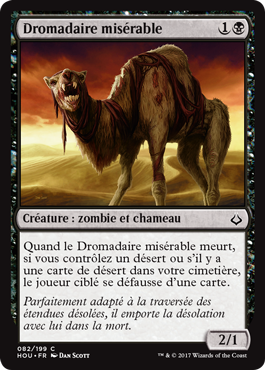 Dromadaire misérable 1
Créature : zombie et chameau
Quand le Dromadaire misérable meurt,
si vous contrôlez un désert ou s'il y a
une carte de désert dans votre cimetière,
le joueur ciblé se défausse d'une carte.
Parfaitement adapté à la traversée des
étendues désolées, il emporte la désolation
avec lui dans la mort.
2/1
082/199 C
HOU • FR DAN SCOTT
™ & © 2017 Wizards of the Coast